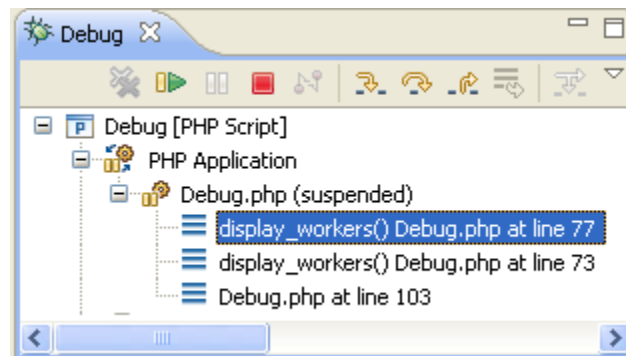 Debug
Debug [PHP Script]
PHP Application
Debug.php (suspended)
display_workers() Debug.php at line 77
display_workers() Debug.php at line 73
Debug.php at line 103